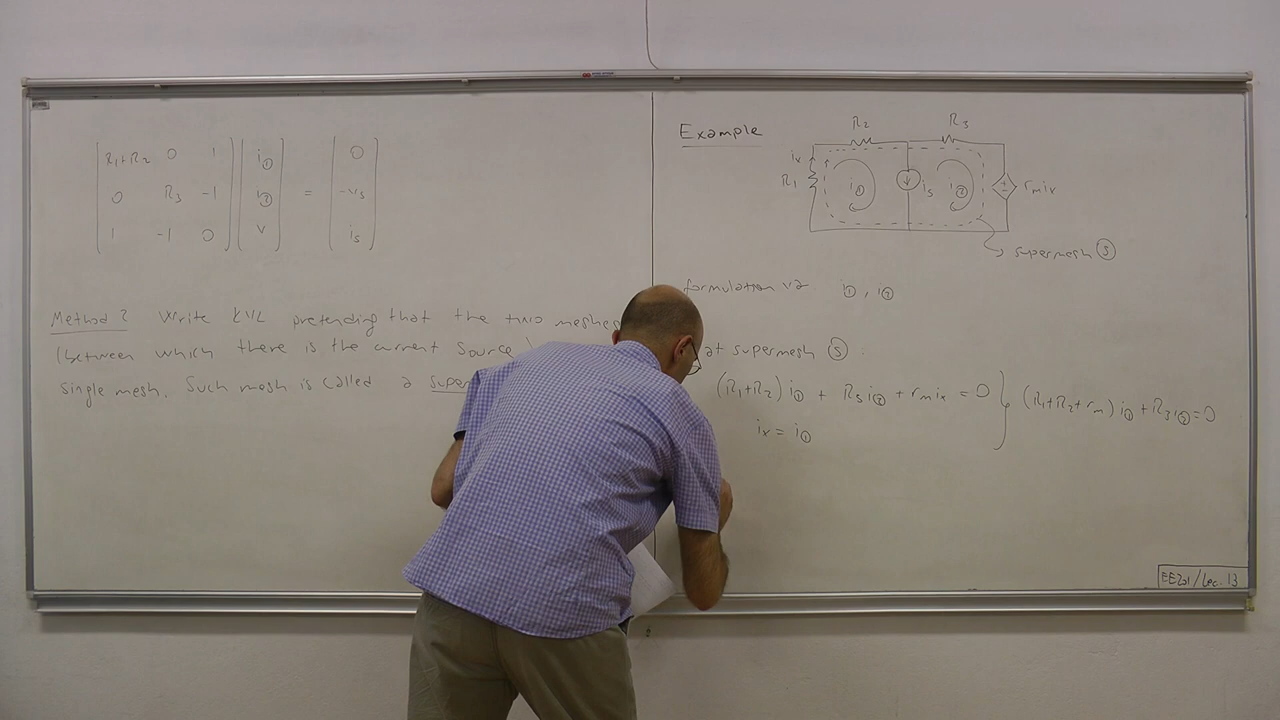 R1+R2 0 1 i① 0
0 R3 -1 i② = -vs
1 -1 0 v is
Method 2 Write KVL pretending that the two meshes
(between which there is the current source)
single mesh. Such mesh is called a super
Example
R2 R3
ix
R1 i① is i② + - rmix
supermesh Ⓢ
formulation i①, i②
at supermesh Ⓢ.
(R1+R2) i① + R3 i② + rmix = 0 } (R1+R2+rm) i① + R3 i② = 0
ix = i①
EE201/Lec. 13